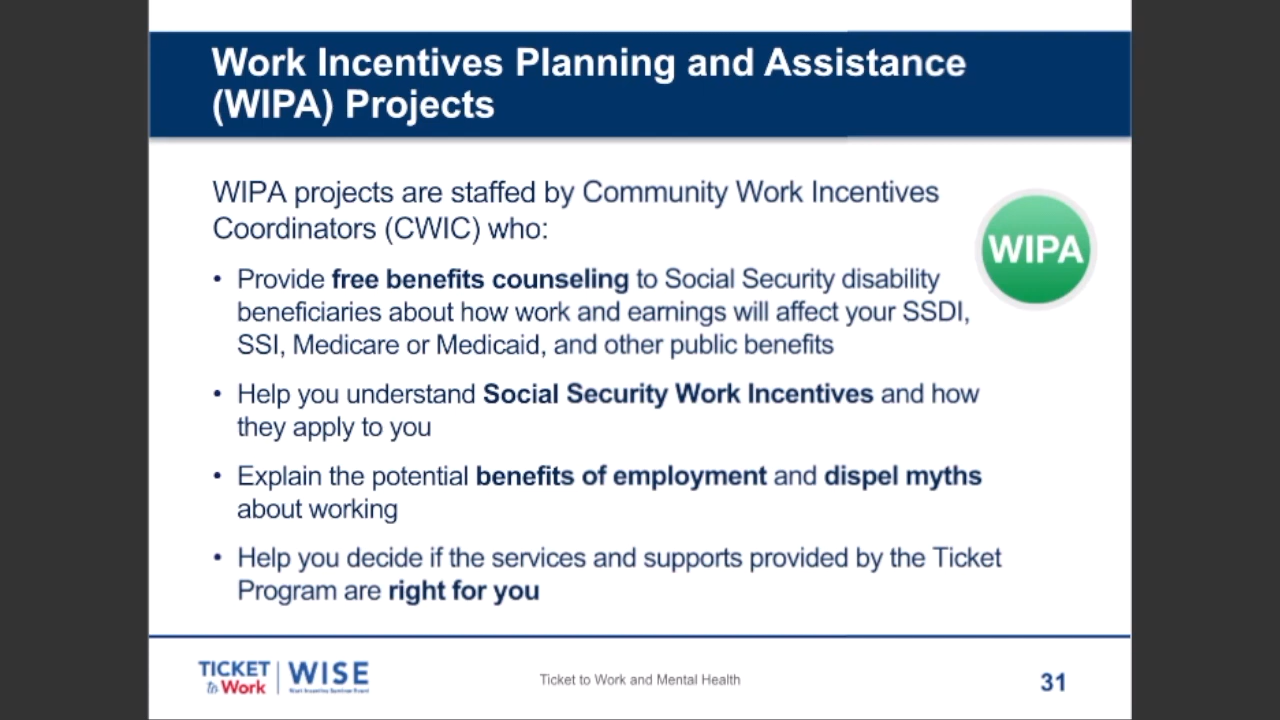 Work Incentives Planning and Assistance
(WIPA) Projects
WIPA projects are staffed by Community Work Incentives
Coordinators (CWIC) who:
WIPA
• Provide free benefits counseling to Social Security disability
beneficiaries about how work and earnings will affect your SSDI,
SSI, Medicare or Medicaid, and other public benefits
• Help you understand Social Security Work Incentives and how
they apply to you
• Explain the potential benefits of employment and dispel myths
about working
• Help you decide if the services and supports provided by the Ticket
Program are right for you
TICKET
to Work
WISE
Work Incentive Seminar Event
Ticket to Work and Mental Health
31